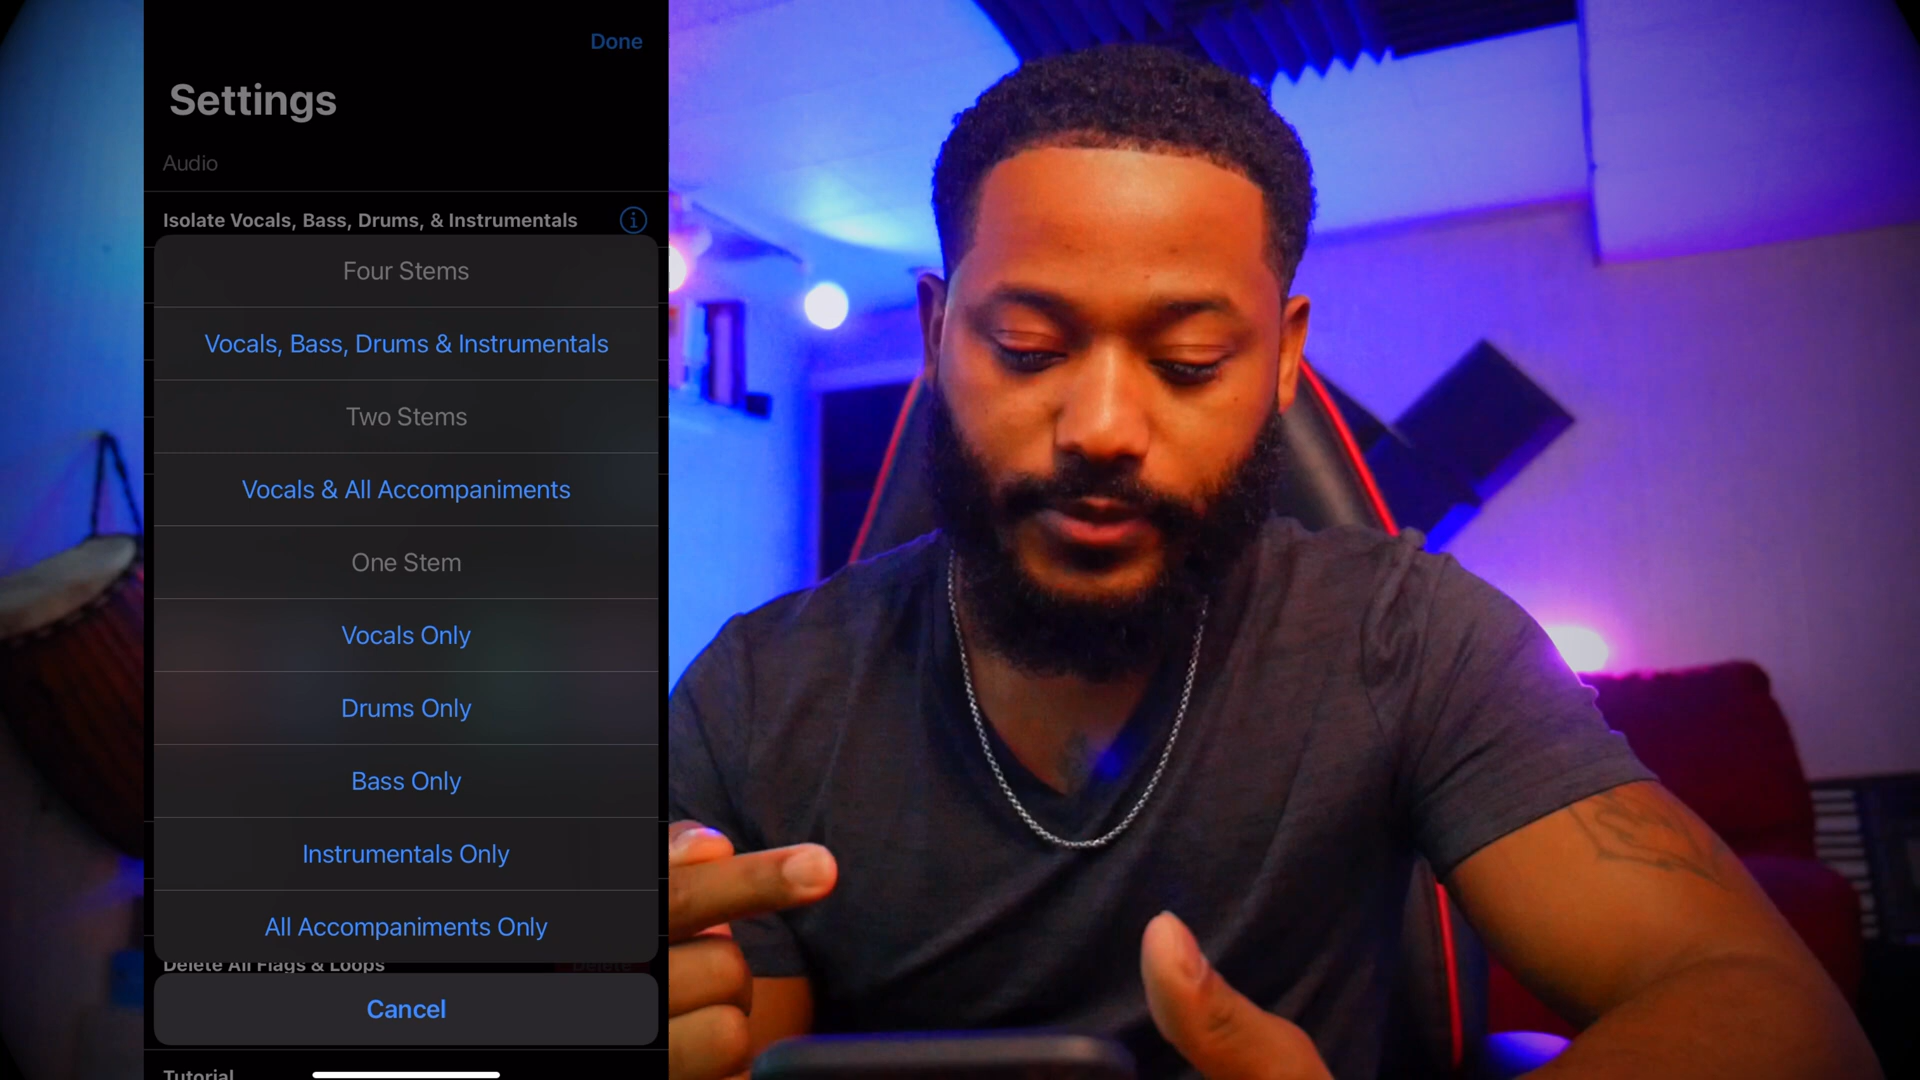 Done
Settings
Audio
Isolate Vocals, Bass, Drums, & Instrumentals
Four Stems
Vocals, Bass, Drums & Instrumentals
Two Stems
Vocals & All Accompaniments
One Stem
Vocals Only
Drums Only
Bass Only
Instrumentals Only
All Accompaniments Only
Delete All Flags & Loops Delete
Cancel
Tutorial